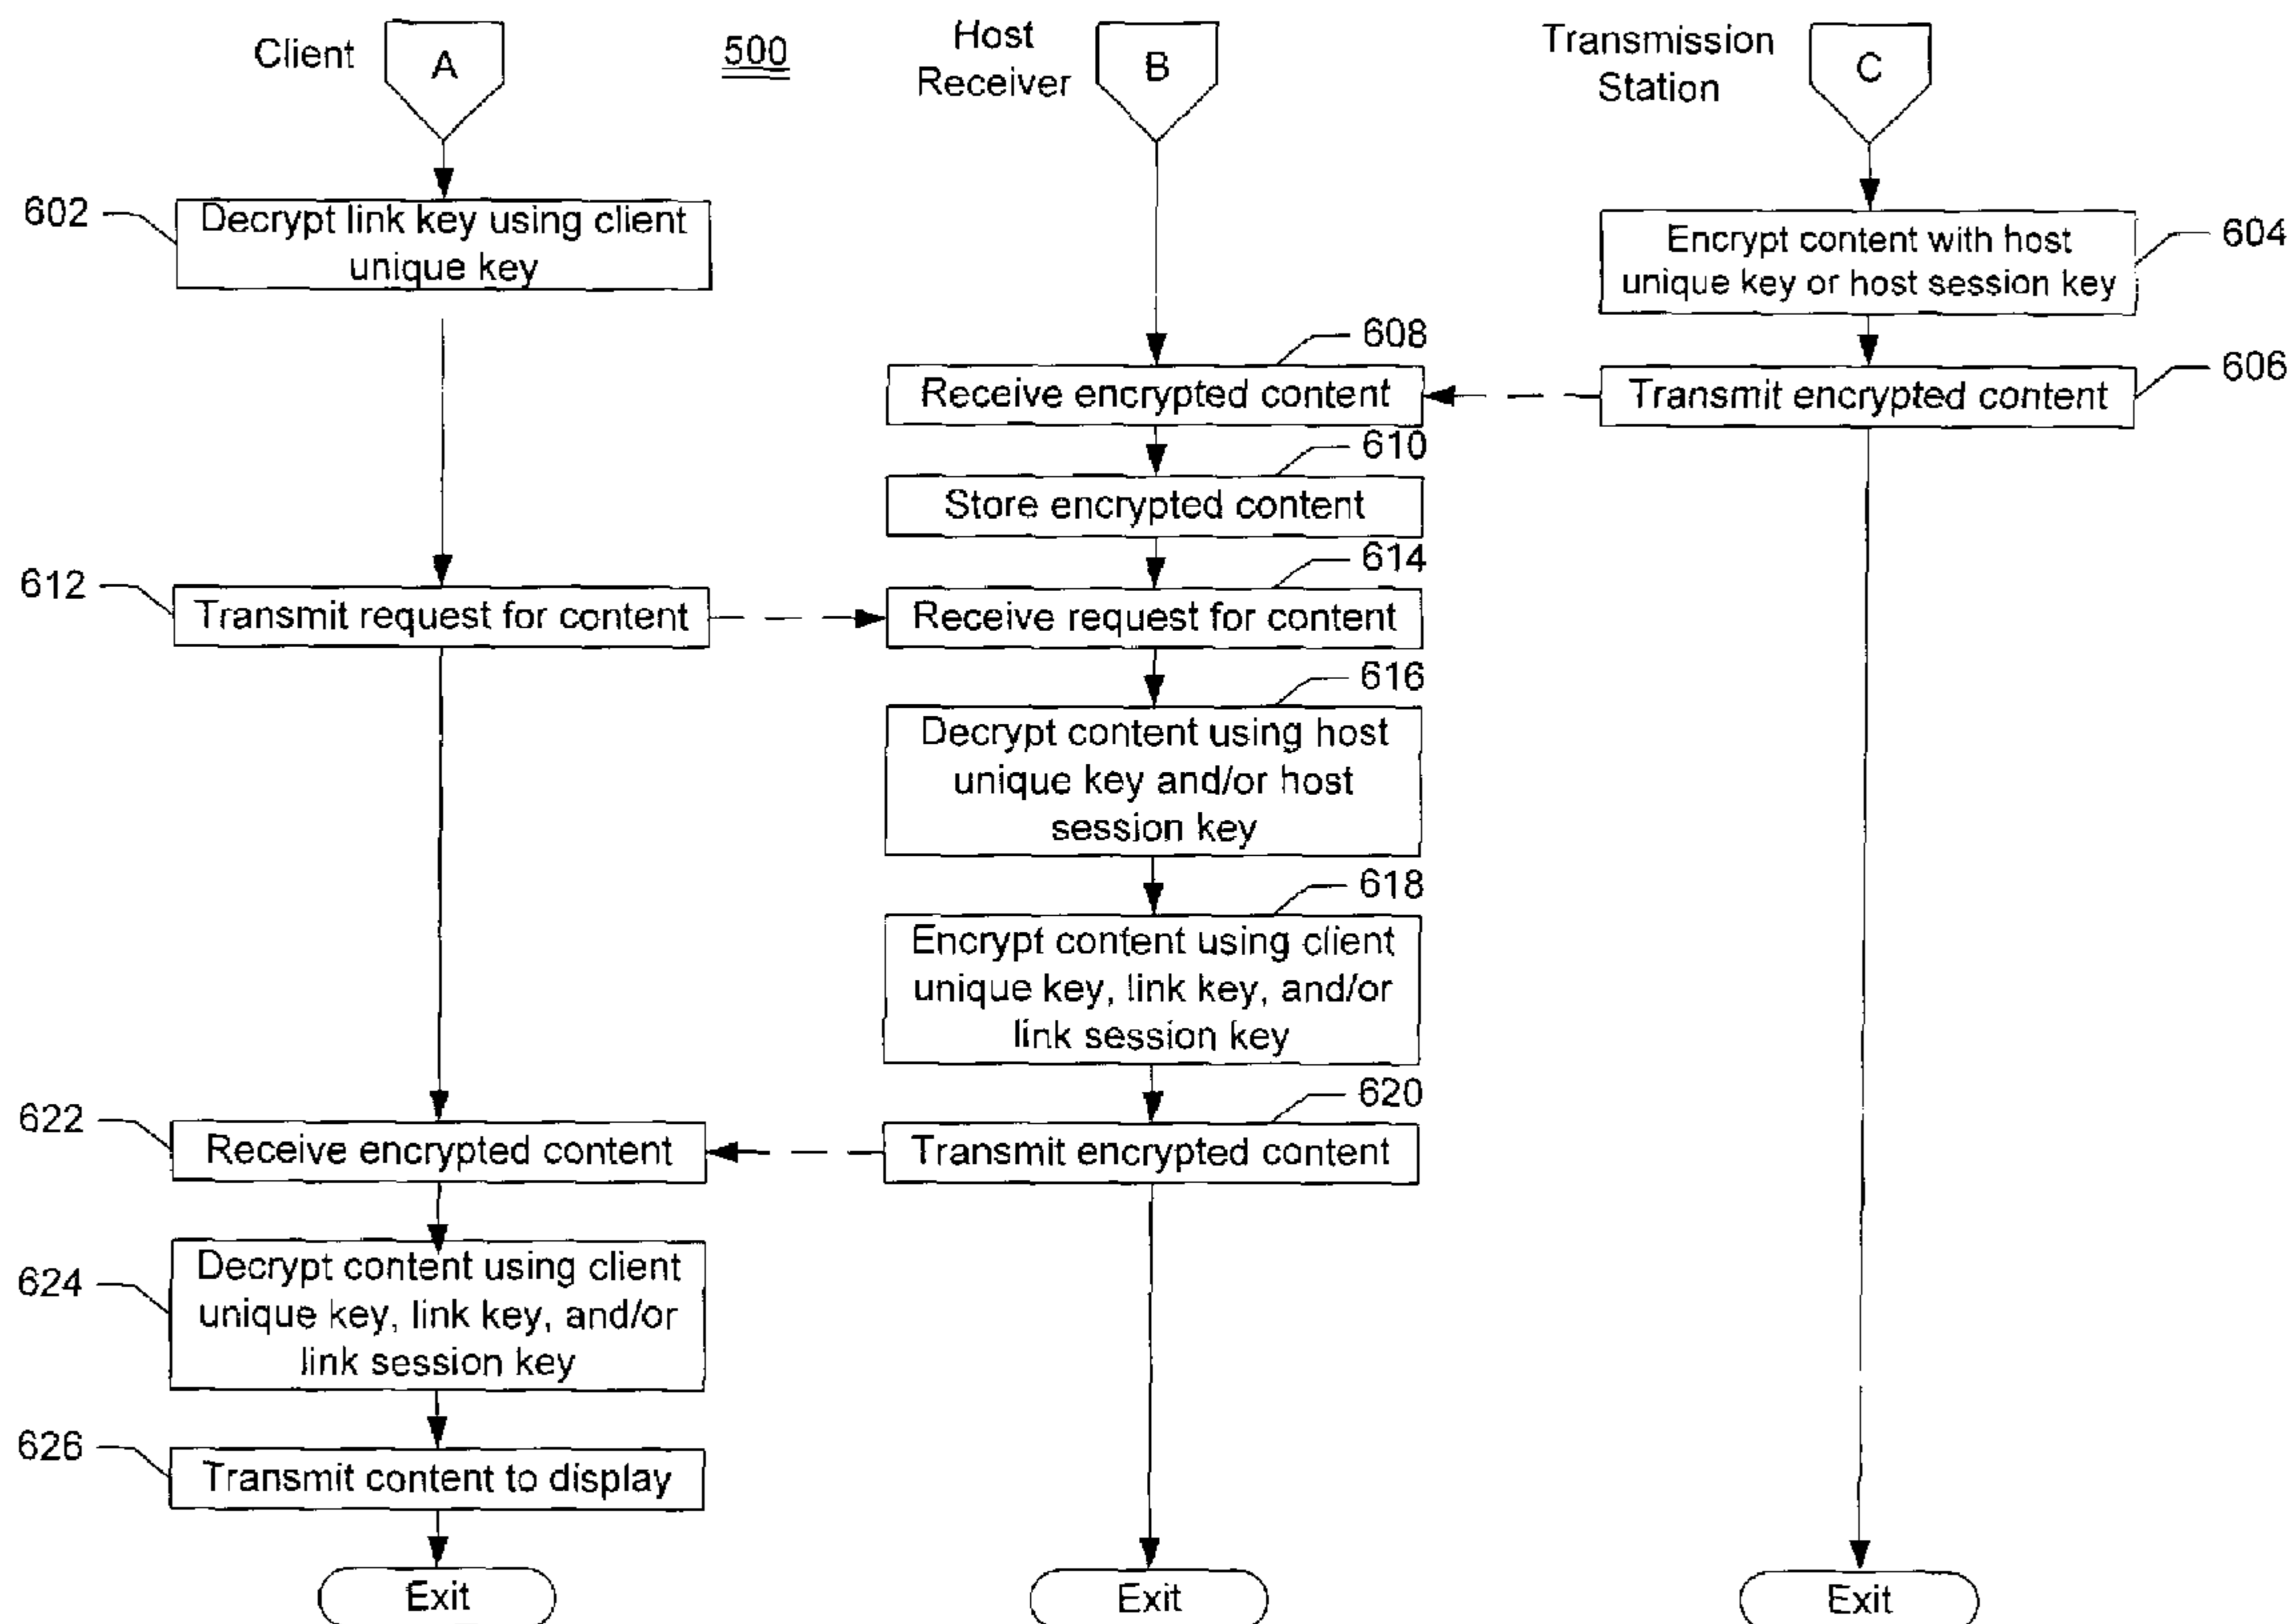 Client
A
500
Host
Receiver
B
Transmission
Station
C
602
Decrypt link key using client
unique key
Encrypt content with host
unique key or host session key
604
608
606
Receive encrypted content
Transmit encrypted content
610
Store encrypted content
614
612
Transmit request for content
Receive request for content
616
Decrypt content using host
unique key and/or host
session key
618
Encrypt content using client
unique key, link key, and/or
link session key
620
622
Receive encrypted content
Transmit encrypted content
624
Decrypt content using client
unique key, link key, and/or
link session key
626
Transmit content to display
Exit
Exit
Exit